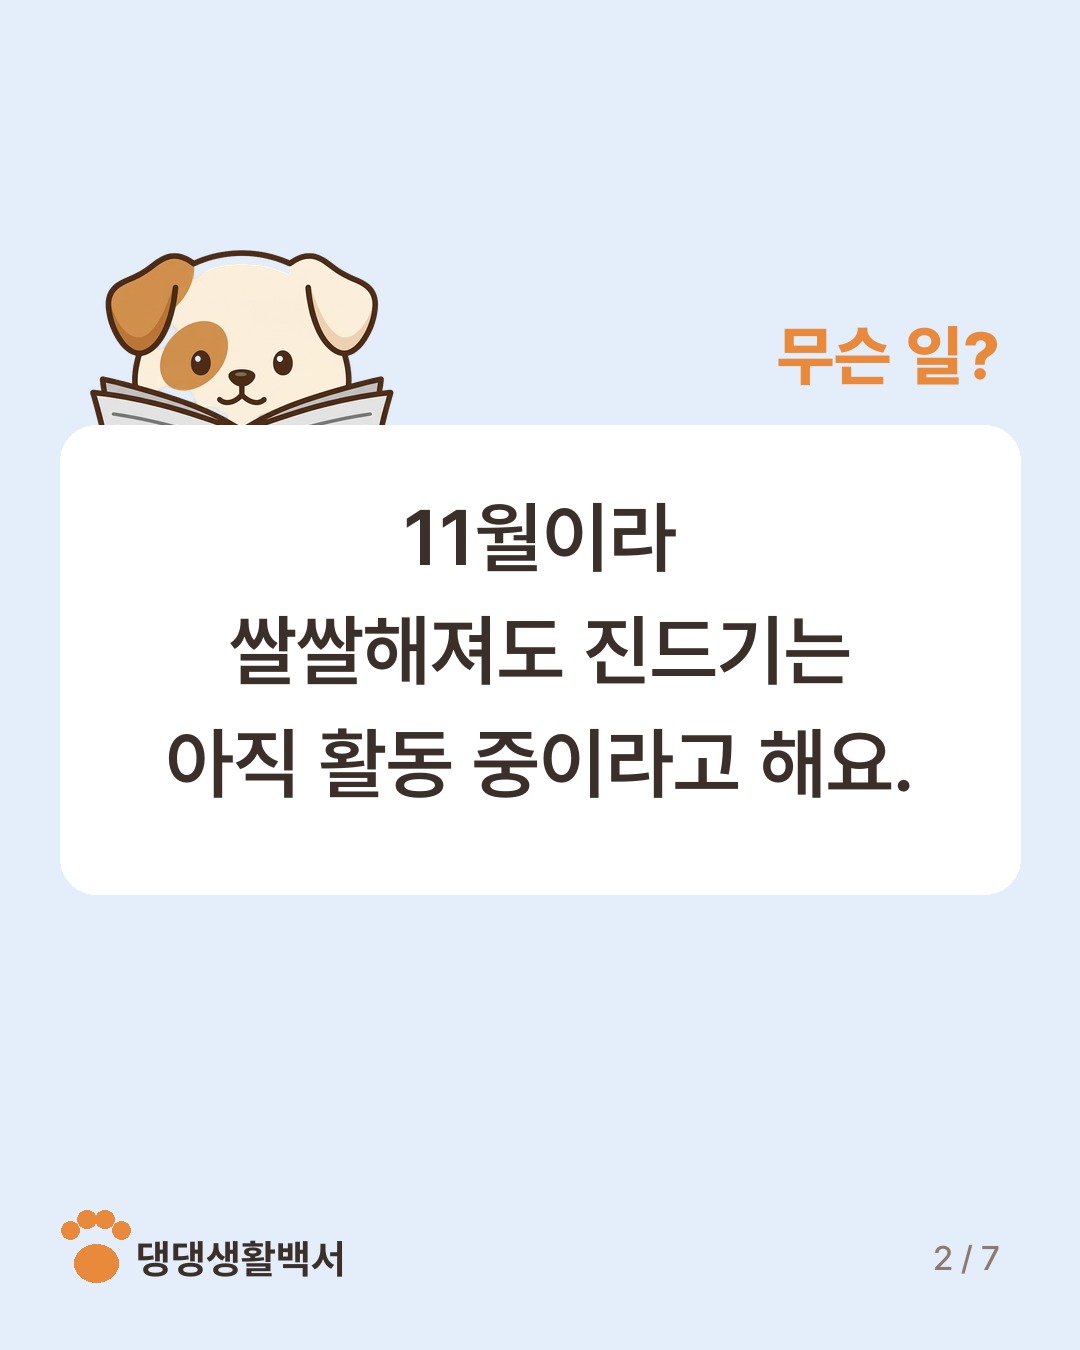 무슨 일?
11월이라
쌀쌀해져도 진드기는
아직 활동 중이라고 해요.
댕댕생활백서
2 / 7